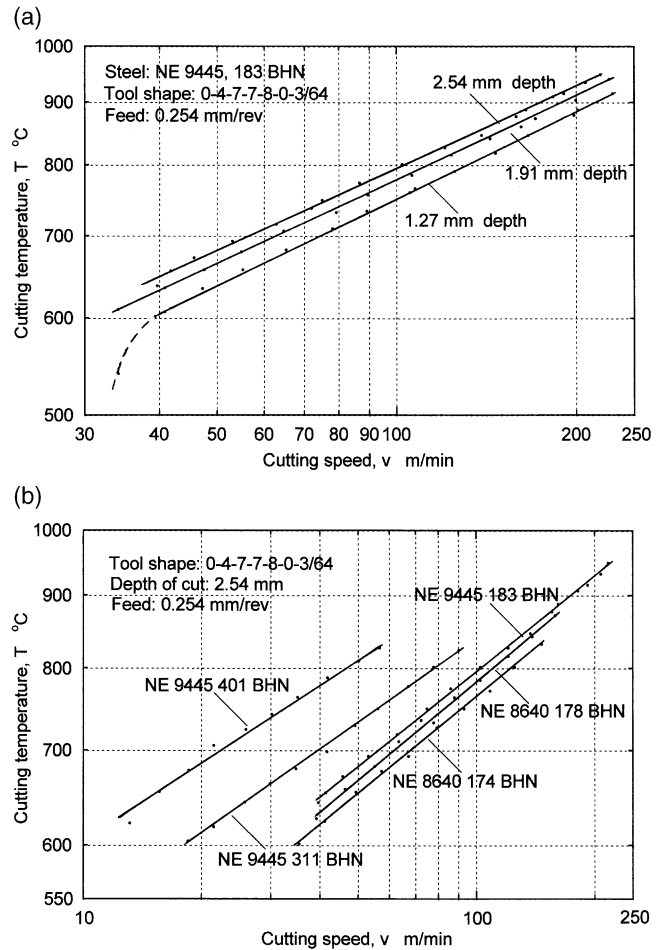 (a)
1000
900
800
700
600
500
Cutting temperature, T °C
Steel: NE 9445, 183 BHN
Tool shape: 0-4-7-7-8-0-3/64
Feed: 0.254 mm/rev
2.54 mm depth
1.91 mm depth
1.27 mm depth
30 40 50 60 70 80 90 100 200 250
Cutting speed, v m/min
(b)
1000
900
800
700
600
550
Cutting temperature, T °C
Tool shape: 0-4-7-7-8-0-3/64
Depth of cut: 2.54 mm
Feed: 0.254 mm/rev
NE 9445 183 BHN
NE 9445 401 BHN
NE 8640 178 BHN
NE 8640 174 BHN
NE 9445 311 BHN
10 100 250
Cutting speed, v m/min